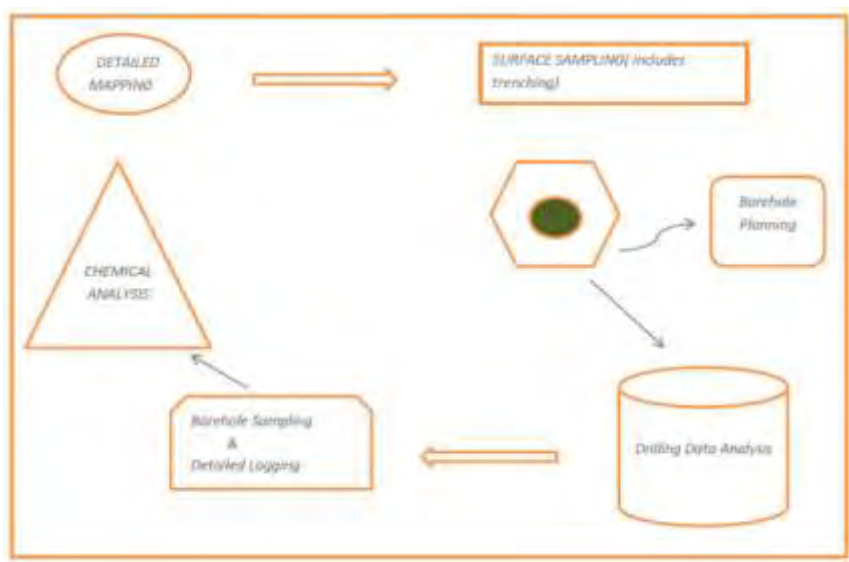 DETAILED
MAPPING
SURFACE SAMPLING( includes
trenching)
Borehole
Planning
CHEMICAL
ANALYSIS
Drilling Data Analysis
Borehole Sampling
&
Detailed Logging